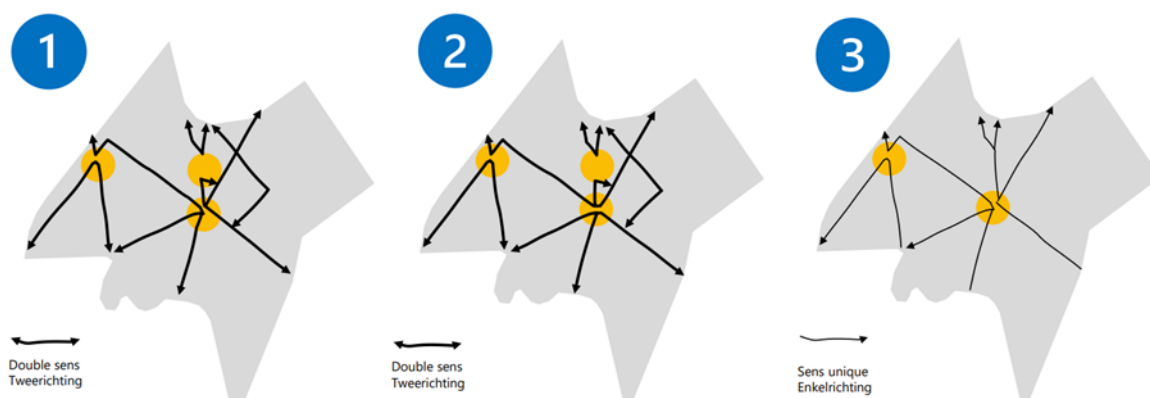 1
2
3
Double sens
Tweerichting
Double sens
Tweerichting
Sens unique
Enkelrichting